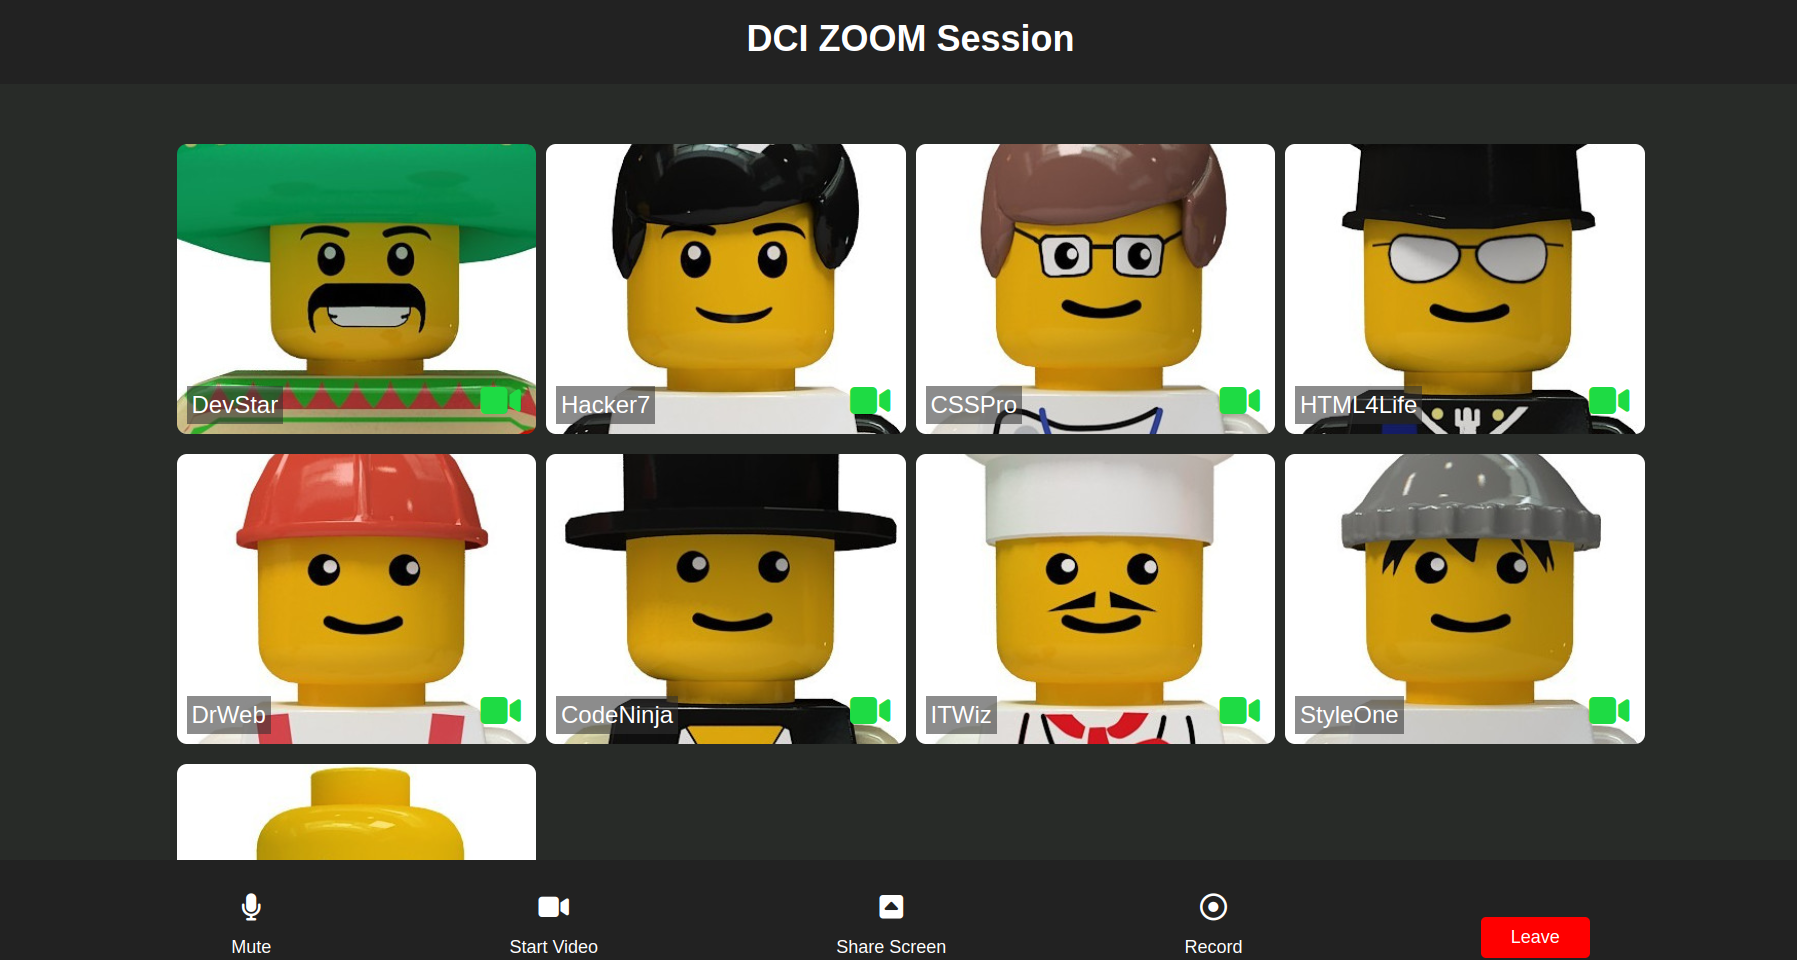 DCI ZOOM Session
DevStar
Hacker7
CSSPro
HTML4Life
DrWeb
CodeNinja
ITWiz
StyleOne
Mute
Start Video
Share Screen
Record
Leave